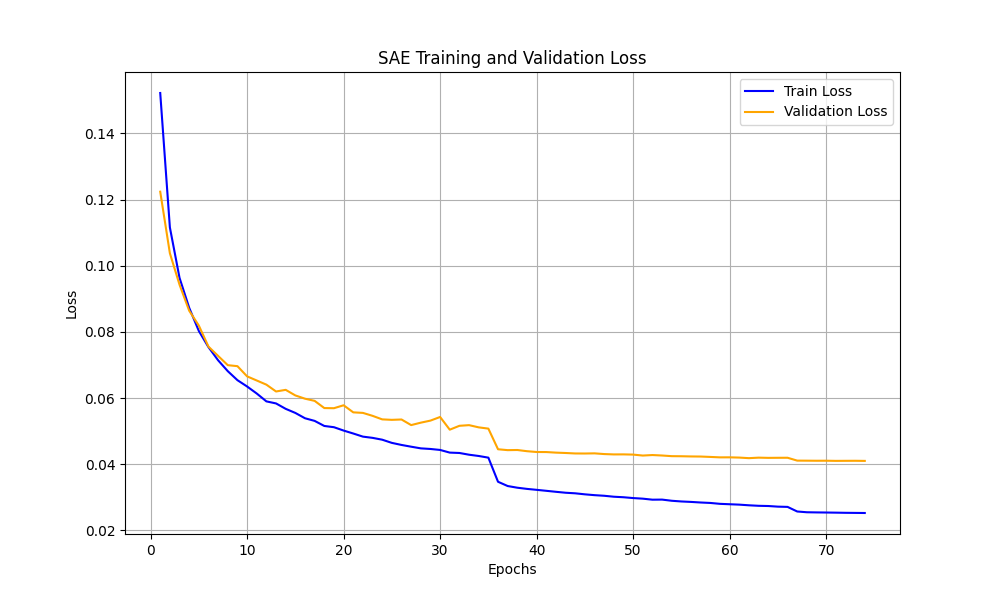 SAE Training and Validation Loss
Train Loss
Validation Loss
Loss
0.14
0.12
0.10
0.08
0.06
0.04
0.02
0 10 20 30 40 50 60 70
Epochs